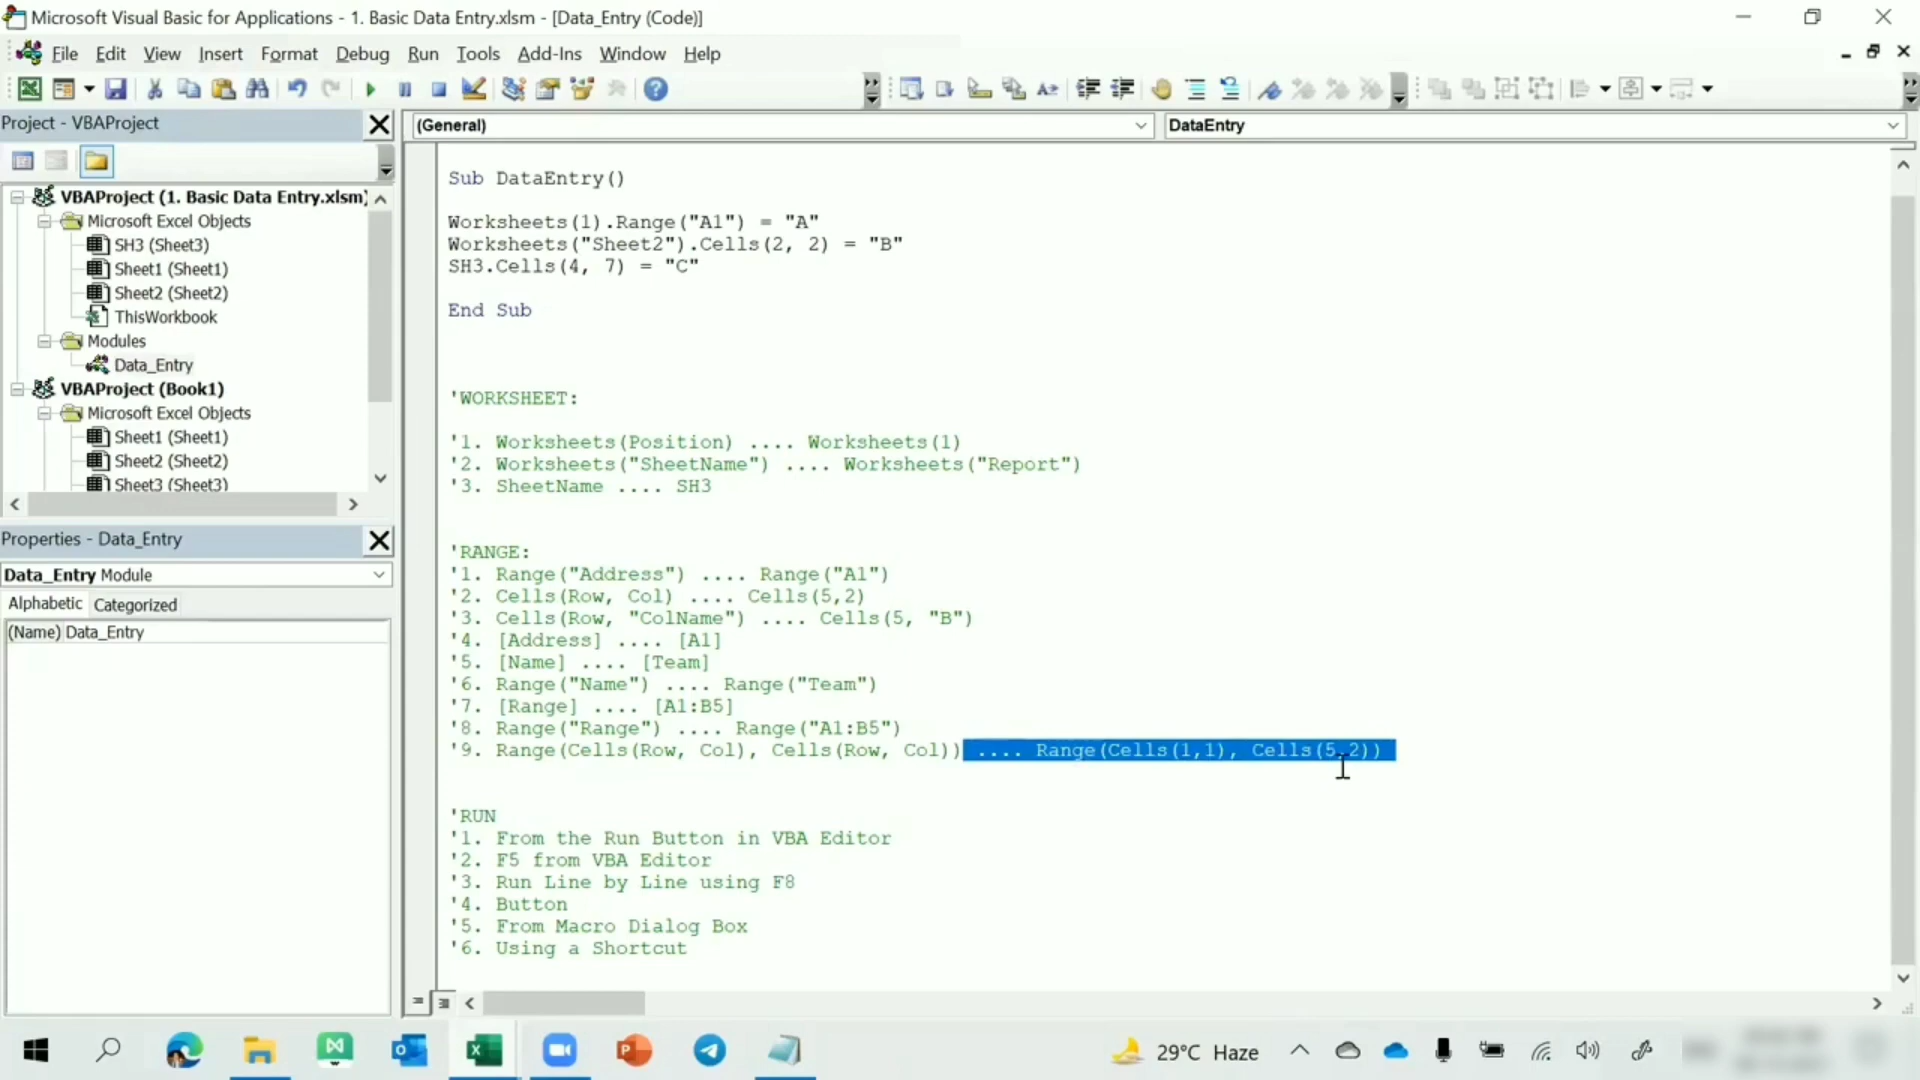 Microsoft Visual Basic for Applications - 1. Basic Data Entry.xlsm - [Data_Entry (Code)]
File Edit View Insert Format Debug Run Tools Add-Ins Window Help
Project - VBAProject
(General)
DataEntry
VBAProject (1. Basic Data Entry.xlsm)
Microsoft Excel Objects
SH3 (Sheet3)
Sheet1 (Sheet1)
Sheet2 (Sheet2)
ThisWorkbook
Modules
Data_Entry
VBAProject (Book1)
Microsoft Excel Objects
Sheet1 (Sheet1)
Sheet2 (Sheet2)
Sheet3 (Sheet3)
Properties - Data_Entry
Data_Entry Module
Alphabetic Categorized
(Name) Data_Entry
Sub DataEntry()
Worksheets(1).Range("A1") = "A"
Worksheets("Sheet2").Cells(2, 2) = "B"
SH3.Cells(4, 7) = "C"
End Sub
'WORKSHEET:
'1. Worksheets(Position) .... Worksheets(1)
'2. Worksheets("SheetName") .... Worksheets("Report")
'3. SheetName .... SH3
'RANGE:
'1. Range("Address") .... Range("A1")
'2. Cells(Row, Col) .... Cells(5,2)
'3. Cells(Row, "ColName") .... Cells(5, "B")
'4. [Address] .... [A1]
'5. [Name] .... [Team]
'6. Range("Name") .... Range("Team")
'7. [Range] .... [A1:B5]
'8. Range("Range") .... Range("A1:B5")
'9. Range(Cells(Row, Col), Cells(Row, Col)) .... Range(Cells(1,1), Cells(5,2))
'RUN
'1. From the Run Button in VBA Editor
'2. F5 from VBA Editor
'3. Run Line by Line using F8
'4. Button
'5. From Macro Dialog Box
'6. Using a Shortcut
29°C Haze